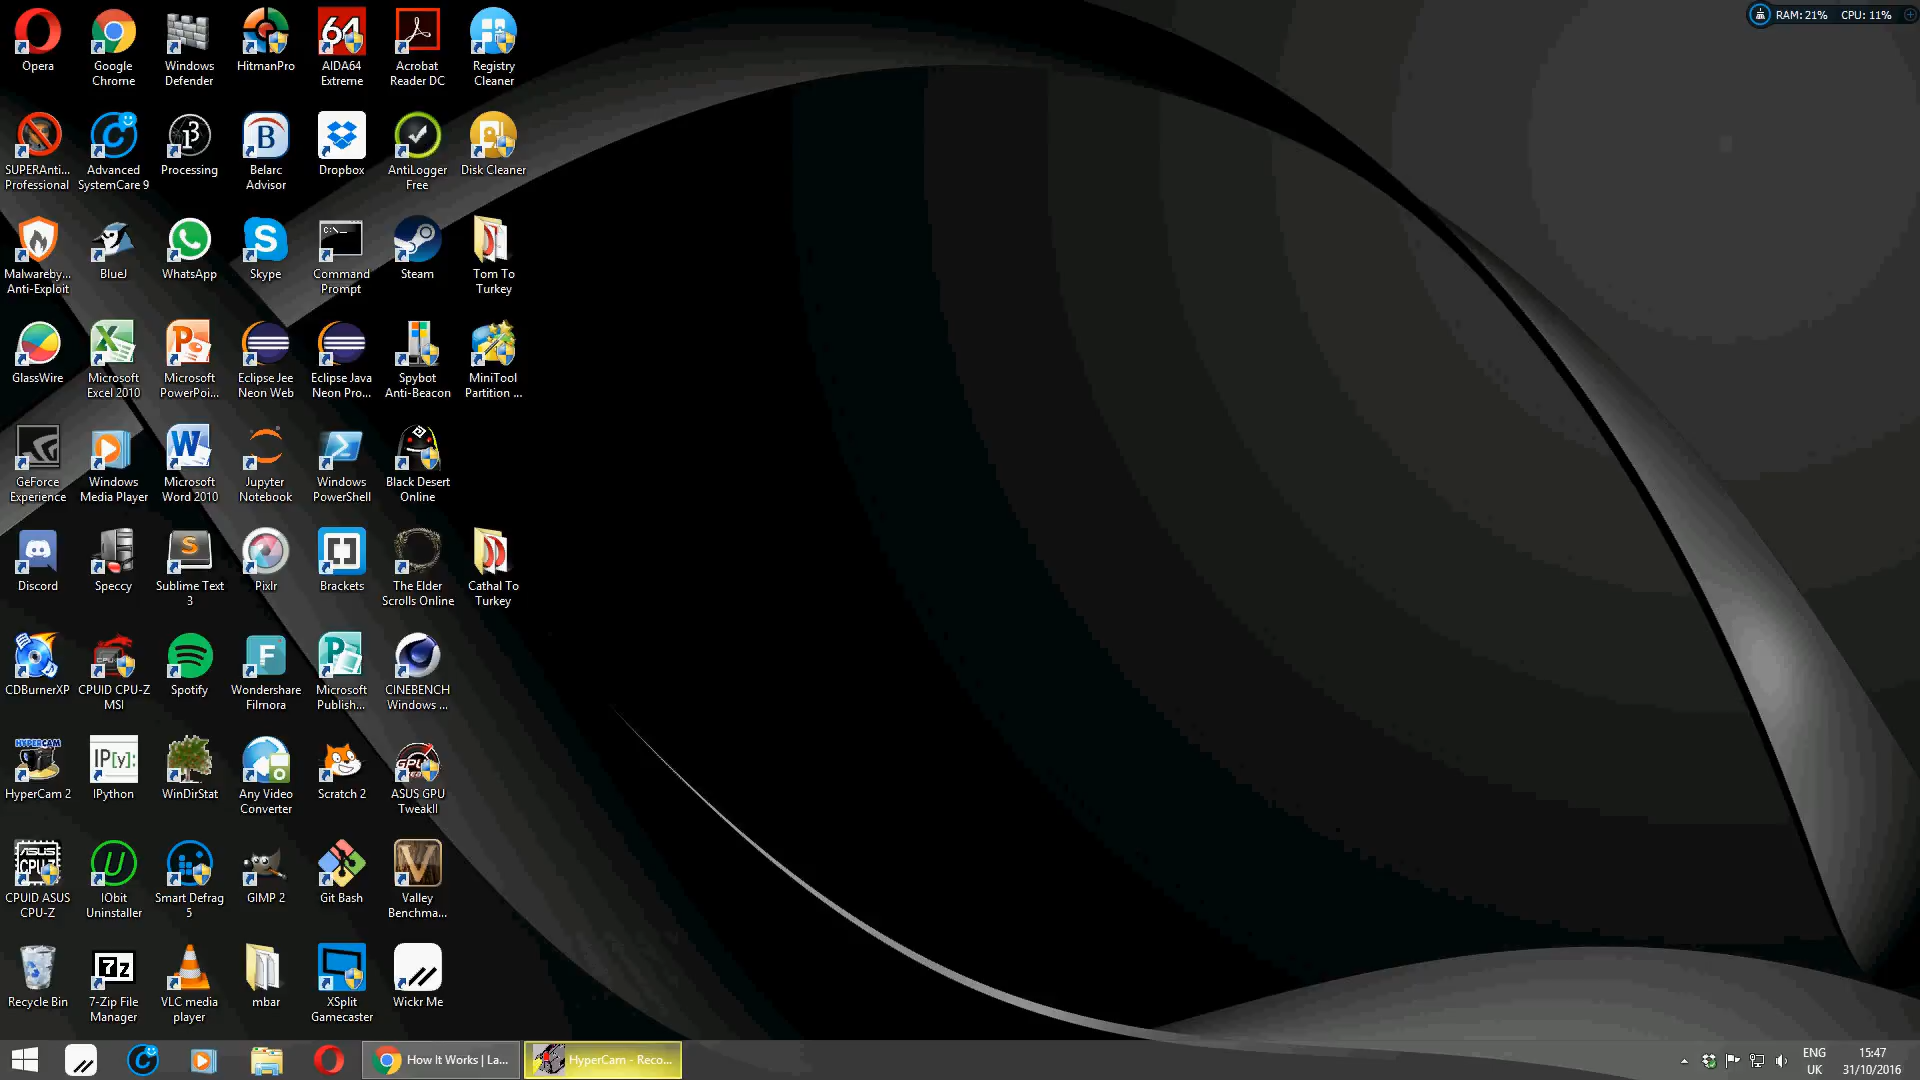 Opera
Google
Chrome
Windows
Defender
HitmanPro
64
AIDA64
Extreme
Acrobat
Reader DC
Registry
Cleaner
RAM: 21% CPU: 11%
SUPERAnti...
Professional
Advanced
SystemCare 9
Processing
B
Belarc
Advisor
Dropbox
AntiLogger
Free
Disk Cleaner
Malwareby...
Anti-Exploit
BlueJ
WhatsApp
Skype
C:\_
Command
Prompt
Steam
Tom To
Turkey
GlassWire
Microsoft
Excel 2010
Microsoft
PowerPoi...
Eclipse Jee
Neon Web
Eclipse Java
Neon Pro...
Spybot
Anti-Beacon
MiniTool
Partition ...
GeForce
Experience
Windows
Media Player
Microsoft
Word 2010
Jupyter
Notebook
Windows
PowerShell
Black Desert
Online
Discord
Speccy
Sublime Text
3
Pixlr
Brackets
The Elder
Scrolls Online
Cathal To
Turkey
CDBurnerXP
CPUID CPU-Z
MSI
Spotify
Wondershare
Filmora
Microsoft
Publish...
CINEBENCH
Windows ...
HYPERCAM
HyperCam 2
IP[y]:
IPython
WinDirStat
Any Video
Converter
Scratch 2
GPU
ASUS GPU
TweakII
ASUS
CPU-Z
CPUID ASUS
CPU-Z
IObit
Uninstaller
Smart Defrag
5
GIMP 2
Git Bash
V
Valley
Benchma...
Recycle Bin
7z
7-Zip File
Manager
VLC media
player
mbar
XSplit
Gamecaster
Wickr Me
How It Works | La...
HyperCam - Reco...
ENG
UK
15:47
31/10/2016